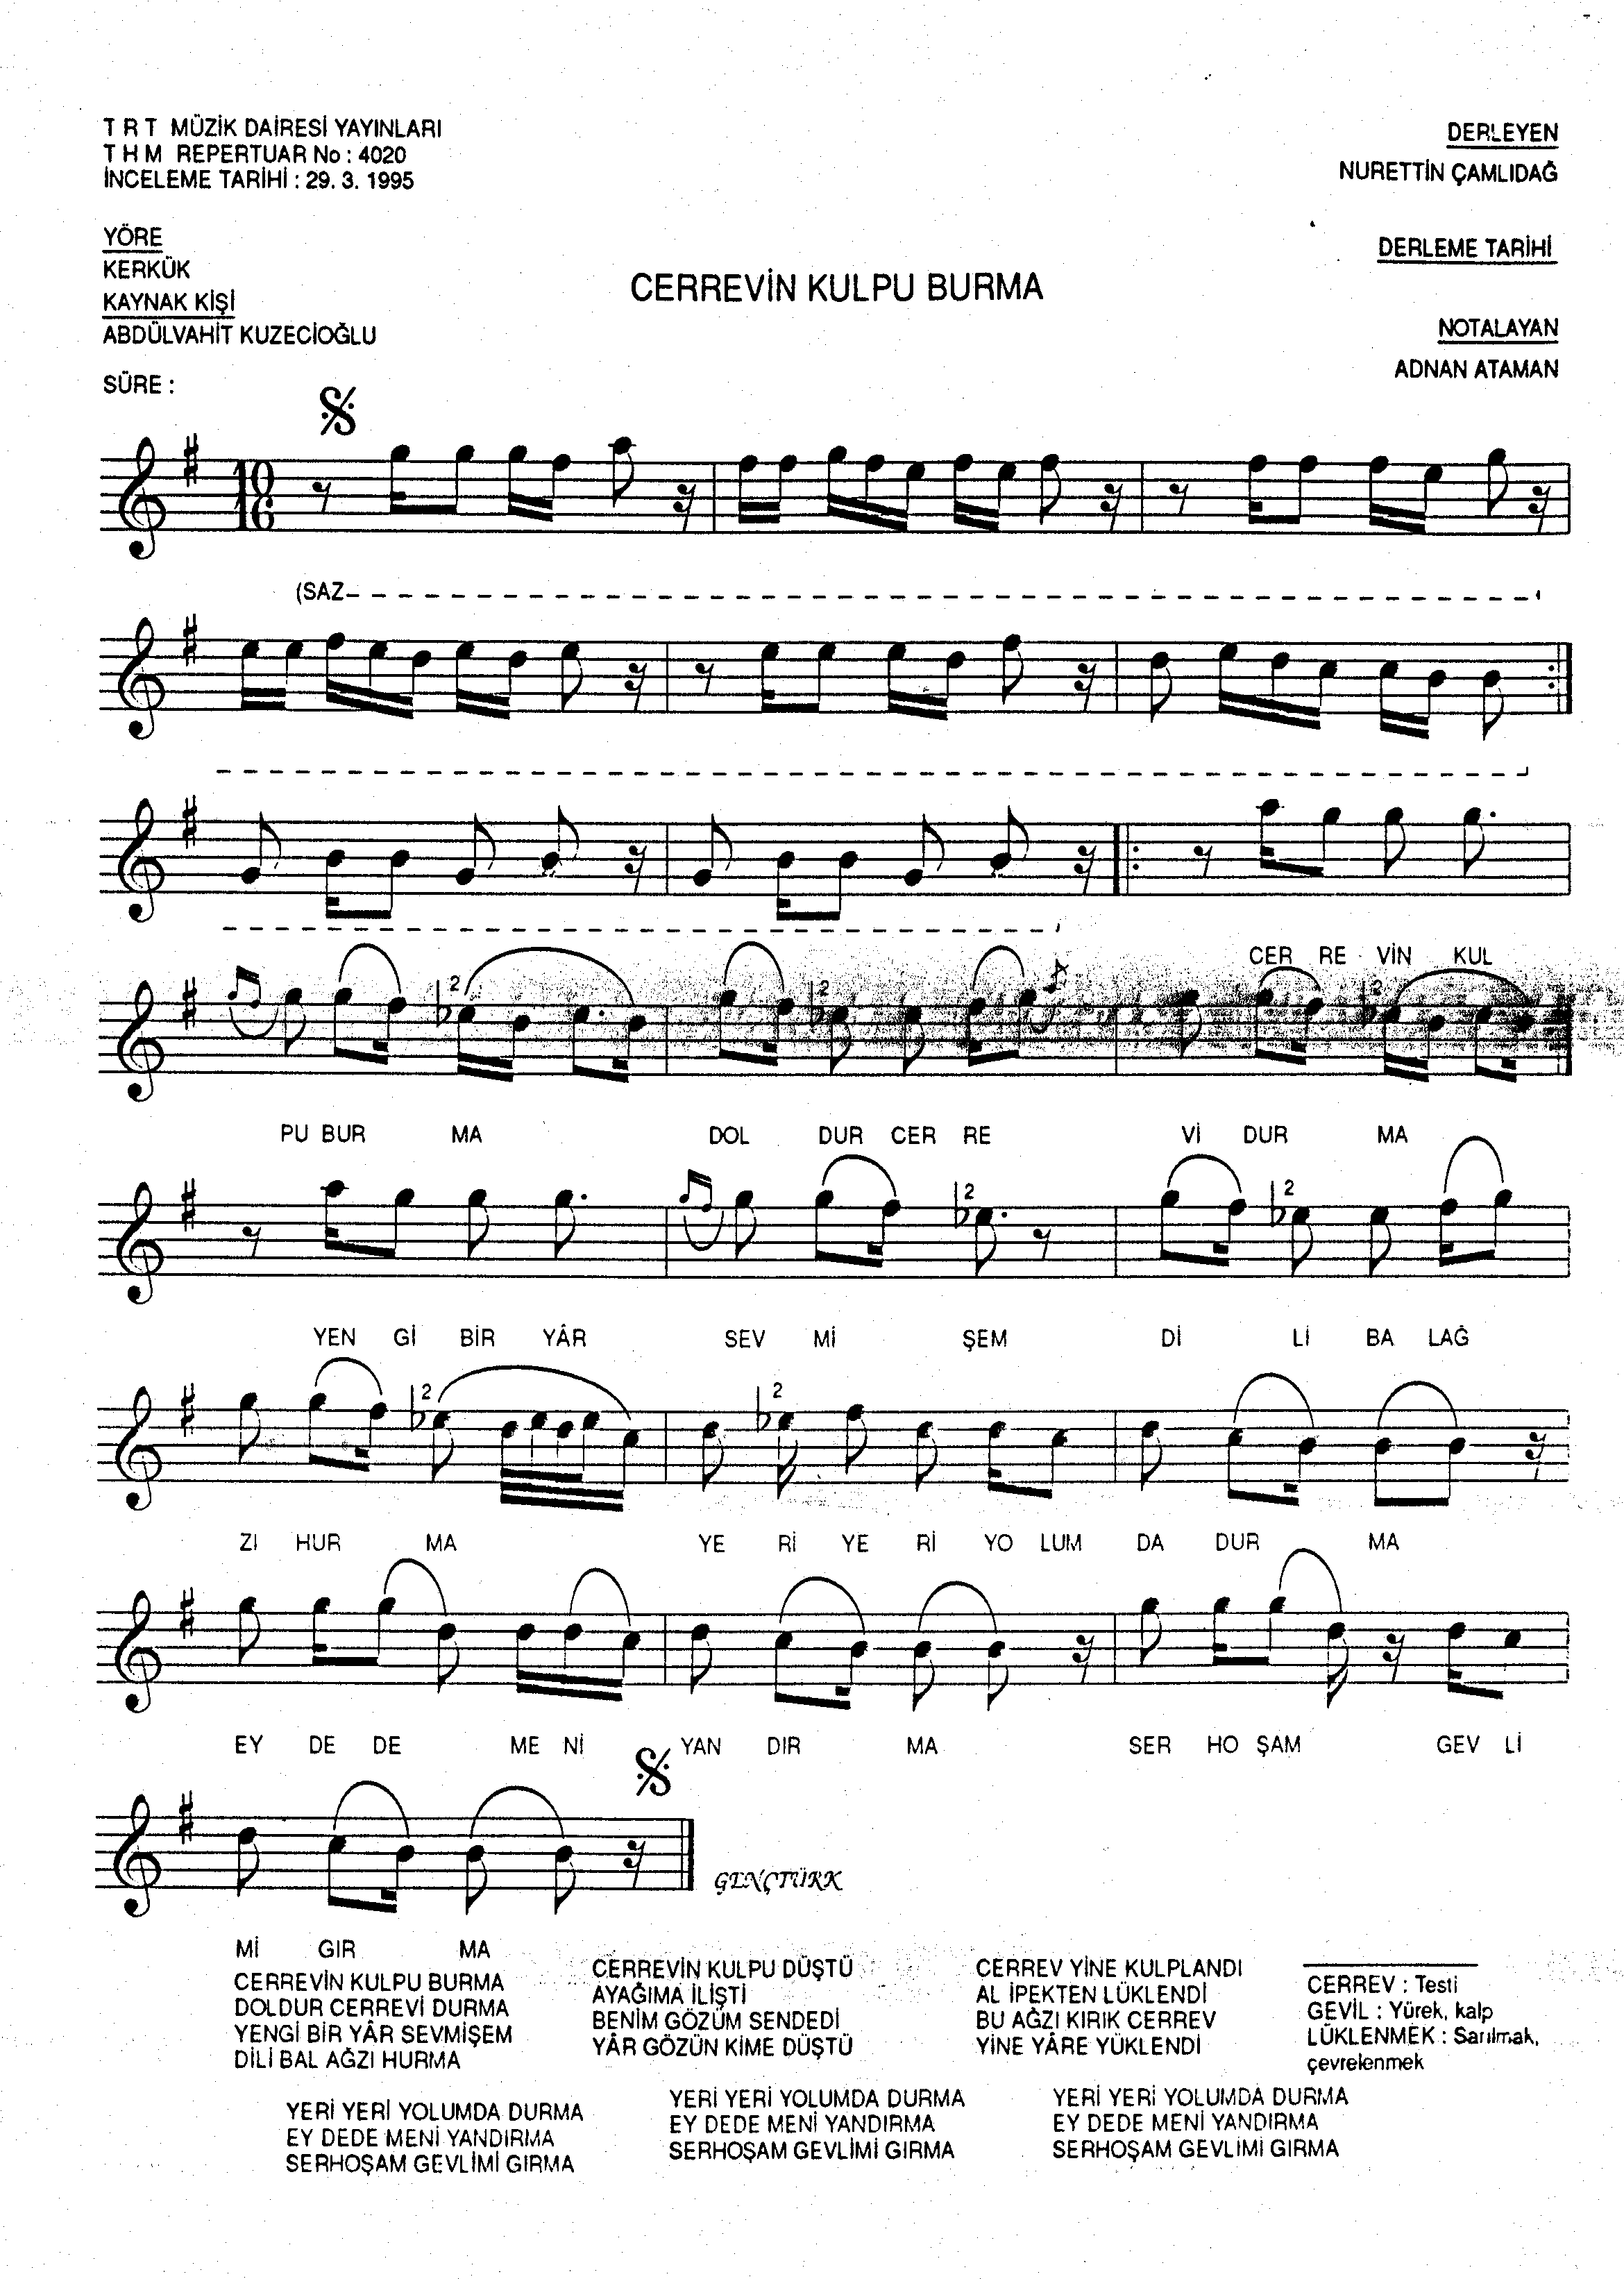 T R T MÜZİK DAİRESİ YAYINLARI
T H M REPERTUAR No : 4020
İNCELEME TARİHİ : 29. 3. 1995
DERLEYEN
NURETTİN ÇAMLIDAĞ
YÖRE
KERKÜK
KAYNAK KİŞİ
ABDÜLVAHİT KUZECİOĞLU
DERLEME TARİHİ
CERREVİN KULPU BURMA
NOTALAYAN
ADNAN ATAMAN
SÜRE :
10
16
(SAZ
CER RE VİN KUL
2 2 2
PU BUR MA DOL DUR CER RE Vİ DUR MA
2 2
YEN Gİ BİR YÂR SEV Mİ ŞEM Dİ Lİ BA LAĞ
2 2
ZI HUR MA YE Rİ YE Rİ YO LUM DA DUR MA
EY DE DE ME Nİ YAN DIR MA SER HO ŞAM GEV Lİ
GENÇTÜRK
Mİ GIR MA
CERREVİN KULPU BURMA
DOLDUR CERREVİ DURMA
YENGİ BİR YÂR SEVMİŞEM
DİLİ BAL AĞZI HURMA
YERİ YERİ YOLUMDA DURMA
EY DEDE MENİ YANDIRMA
SERHOŞAM GEVLİMİ GIRMA
CERREVİN KULPU DÜŞTÜ
AYAĞIMA İLİŞTİ
BENİM GÖZÜM SENDEDİ
YÂR GÖZÜN KİME DÜŞTÜ
YERİ YERİ YOLUMDA DURMA
EY DEDE MENİ YANDIRMA
SERHOŞAM GEVLİMİ GIRMA
CERREV YİNE KULPLANDI
AL İPEKTEN LÜKLENDİ
BU AĞZI KIRIK CERREV
YİNE YÂRE YÜKLENDİ
YERİ YERİ YOLUMDA DURMA
EY DEDE MENİ YANDIRMA
SERHOŞAM GEVLİMİ GIRMA
CERREV : Testi
GEVİL : Yürek, kalp
LÜKLENMEK : Sarılmak,
çevrelenmek